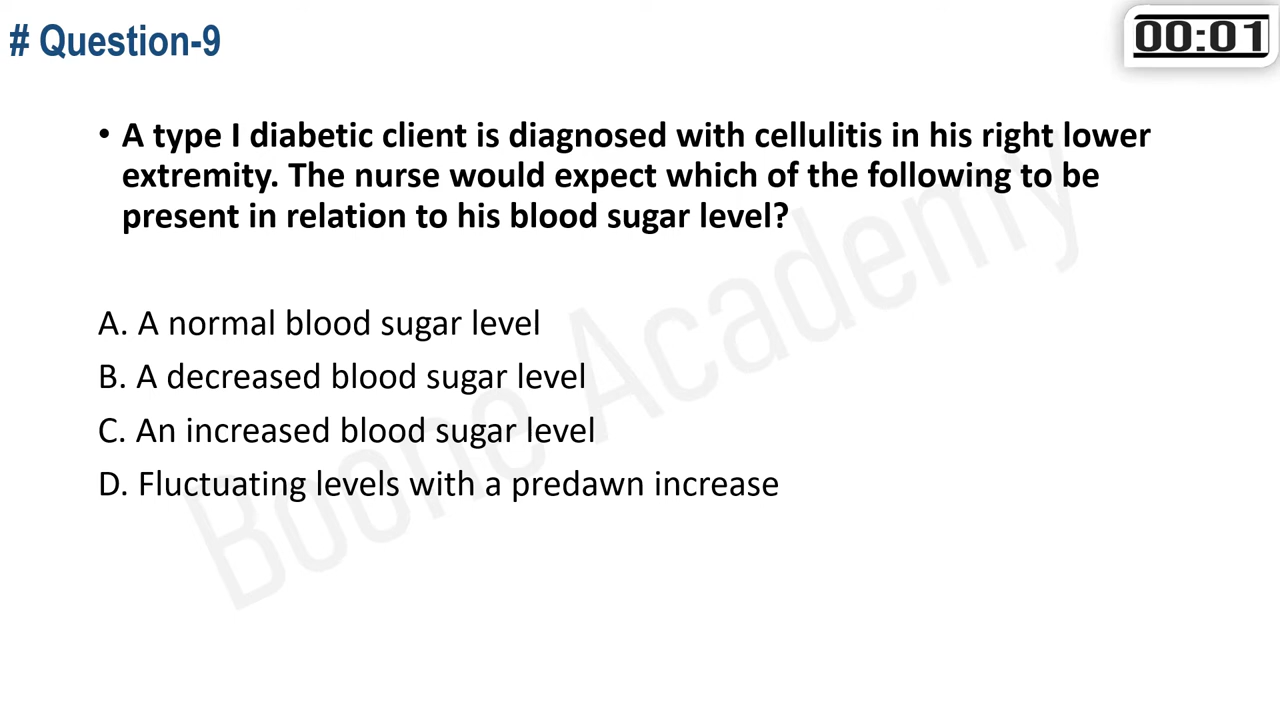 # Question-9
00:01
• A type I diabetic client is diagnosed with cellulitis in his right lower
extremity. The nurse would expect which of the following to be
present in relation to his blood sugar level?
A. A normal blood sugar level
B. A decreased blood sugar level
C. An increased blood sugar level
D. Fluctuating levels with a predawn increase
Boone Academy